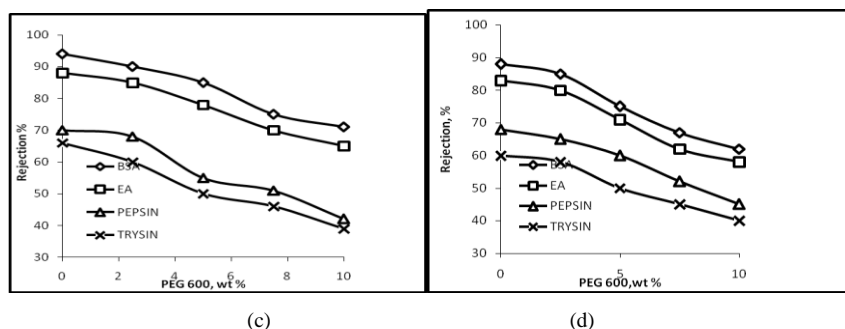 100
90
80
70
60
50
40
30
Rejection%
BSA
EA
PEPSIN
TRYSIN
0 2 4 6 8 10
PEG 600, wt %
(c)
100
90
80
70
60
50
40
30
Rejection, %
BSA
EA
PEPSIN
TRYSIN
0 5 10
PEG 600,wt %
(d)